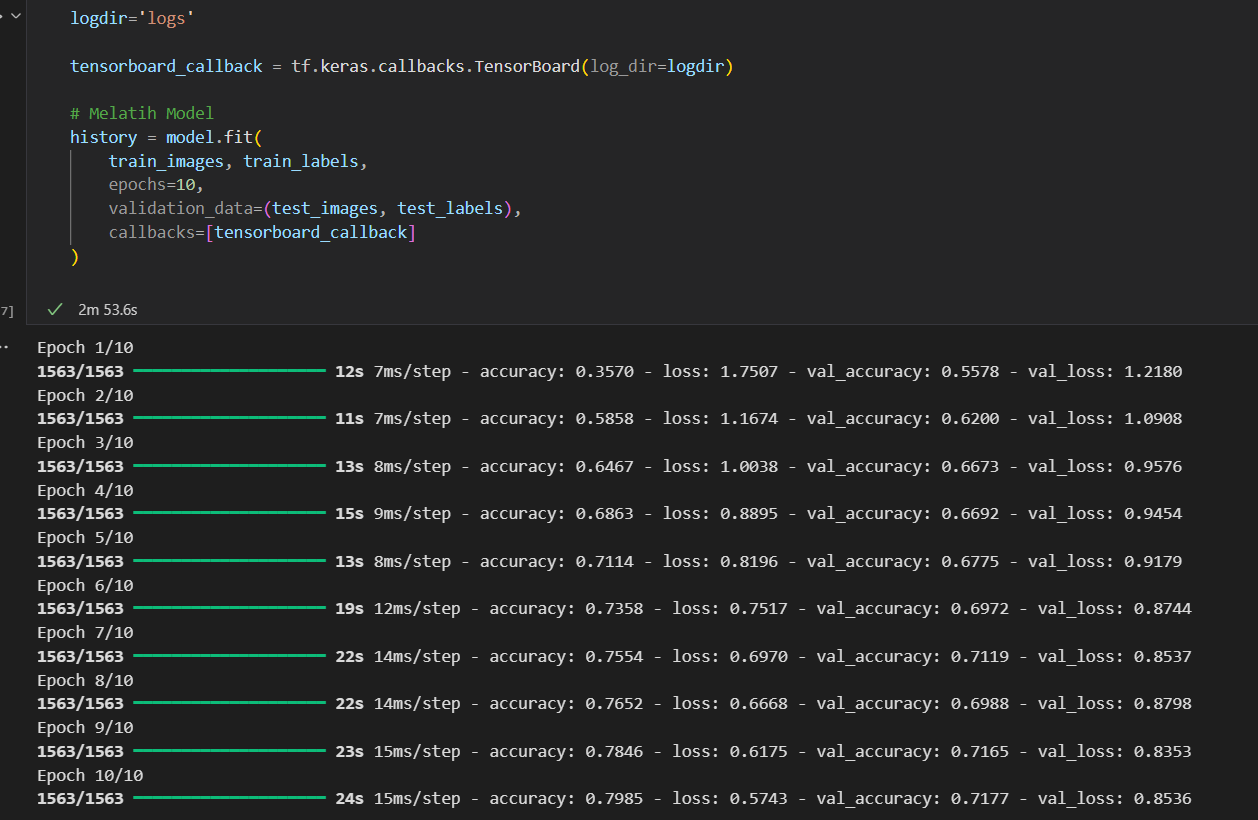 logdir='logs'
tensorboard_callback = tf.keras.callbacks.TensorBoard(log_dir=logdir)
# Melatih Model
history = model.fit(
    train_images, train_labels,
    epochs=10,
    validation_data=(test_images, test_labels),
    callbacks=[tensorboard_callback]
)
7] 2m 53.6s
Epoch 1/10
1563/1563 12s 7ms/step - accuracy: 0.3570 - loss: 1.7507 - val_accuracy: 0.5578 - val_loss: 1.2180
Epoch 2/10
1563/1563 11s 7ms/step - accuracy: 0.5858 - loss: 1.1674 - val_accuracy: 0.6200 - val_loss: 1.0908
Epoch 3/10
1563/1563 13s 8ms/step - accuracy: 0.6467 - loss: 1.0038 - val_accuracy: 0.6673 - val_loss: 0.9576
Epoch 4/10
1563/1563 15s 9ms/step - accuracy: 0.6863 - loss: 0.8895 - val_accuracy: 0.6692 - val_loss: 0.9454
Epoch 5/10
1563/1563 13s 8ms/step - accuracy: 0.7114 - loss: 0.8196 - val_accuracy: 0.6775 - val_loss: 0.9179
Epoch 6/10
1563/1563 19s 12ms/step - accuracy: 0.7358 - loss: 0.7517 - val_accuracy: 0.6972 - val_loss: 0.8744
Epoch 7/10
1563/1563 22s 14ms/step - accuracy: 0.7554 - loss: 0.6970 - val_accuracy: 0.7119 - val_loss: 0.8537
Epoch 8/10
1563/1563 22s 14ms/step - accuracy: 0.7652 - loss: 0.6668 - val_accuracy: 0.6988 - val_loss: 0.8798
Epoch 9/10
1563/1563 23s 15ms/step - accuracy: 0.7846 - loss: 0.6175 - val_accuracy: 0.7165 - val_loss: 0.8353
Epoch 10/10
1563/1563 24s 15ms/step - accuracy: 0.7985 - loss: 0.5743 - val_accuracy: 0.7177 - val_loss: 0.8536